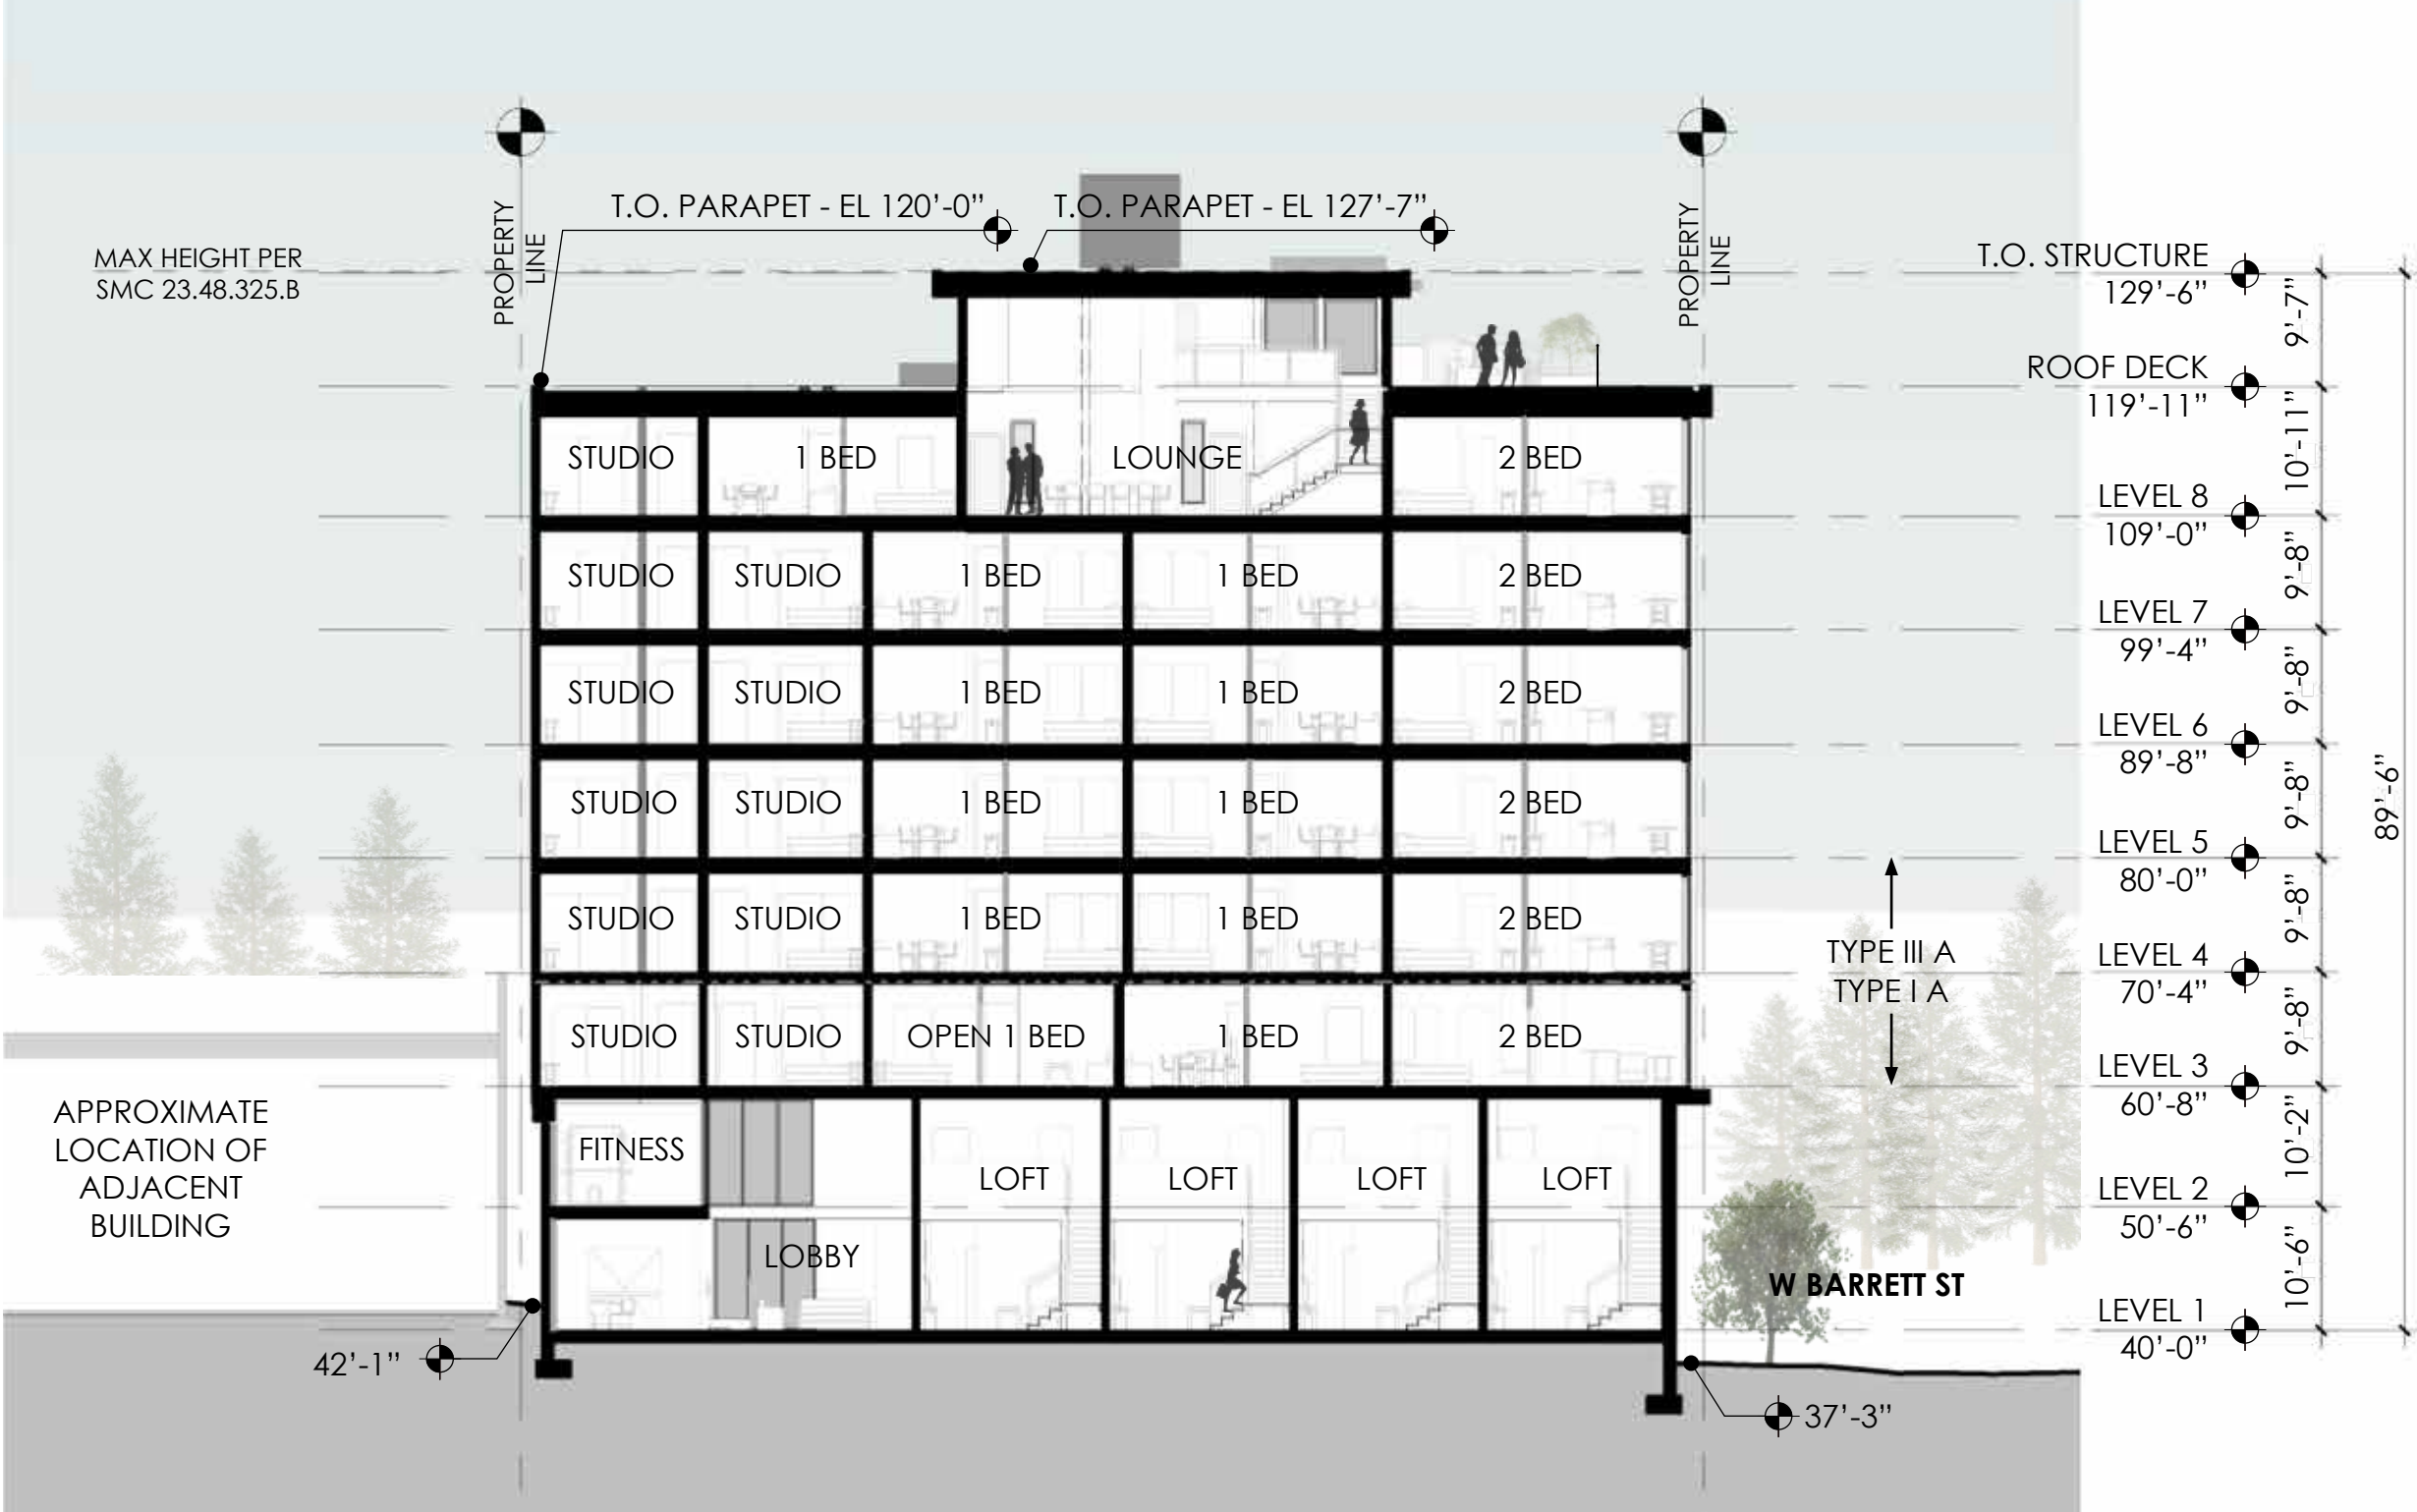 T.O. PARAPET - EL 120’-0”
T.O. PARAPET - EL 127’-7”
PROPERTY
LINE
PROPERTY
LINE
MAX HEIGHT PER
SMC 23.48.325.B
T.O. STRUCTURE
129’-6”
9’-7”
ROOF DECK
119’-11”
10’-11”
STUDIO
1 BED
LOUNGE
2 BED
LEVEL 8
109’-0”
9’-8”
STUDIO
STUDIO
1 BED
1 BED
2 BED
LEVEL 7
99’-4”
9’-8”
STUDIO
STUDIO
1 BED
1 BED
2 BED
LEVEL 6
89’-8”
9’-8”
STUDIO
STUDIO
1 BED
1 BED
2 BED
LEVEL 5
80’-0”
9’-8”
89’-6”
STUDIO
STUDIO
1 BED
1 BED
2 BED
TYPE III A
TYPE I A
LEVEL 4
70’-4”
9’-8”
STUDIO
STUDIO
OPEN 1 BED
1 BED
2 BED
LEVEL 3
60’-8”
10’-2”
APPROXIMATE
LOCATION OF
ADJACENT
BUILDING
FITNESS
LOFT
LOFT
LOFT
LOFT
LEVEL 2
50’-6”
10’-6”
LOBBY
W BARRETT ST
LEVEL 1
40’-0”
42’-1”
37’-3”